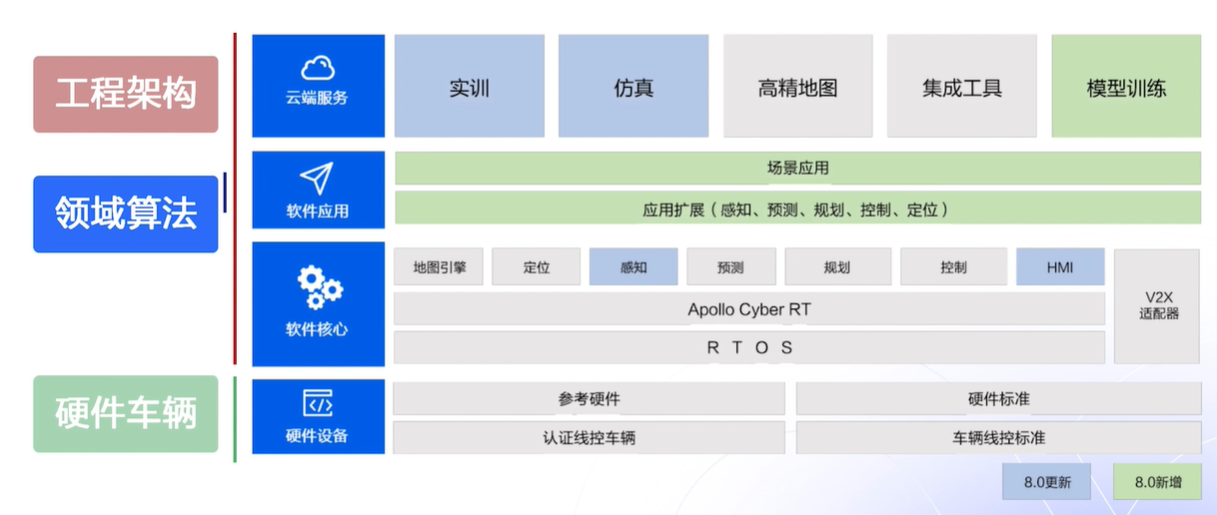 工程架构
领域算法
硬件车辆
云端服务
实训
仿真
高精地图
集成工具
模型训练
软件应用
场景应用
应用扩展（感知、预测、规划、控制、定位）
软件核心
地图引擎
定位
感知
预测
规划
控制
HMI
Apollo Cyber RT
R T O S
V2X
适配器
硬件设备
参考硬件
硬件标准
认证线控车辆
车辆线控标准
8.0更新
8.0新增